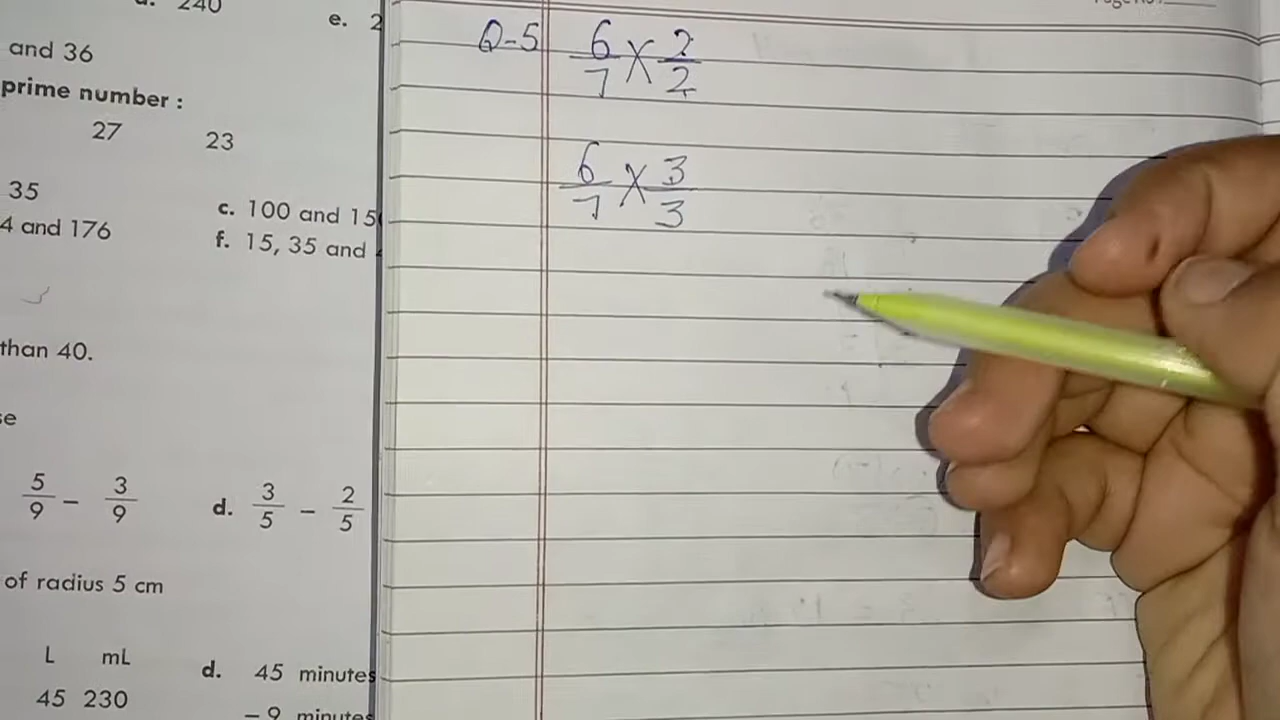 240
e. 2
and 36
prime number :
27 23
35
4 and 176
c. 100 and 15
f. 15, 35 and
than 40.
se
5/9 - 3/9
d. 3/5 - 2/5
of radius 5 cm
L mL
45 230
d. 45 minutes
- 9 minutes
Q-5 6/7 X 2/2
6/7 X 3/3